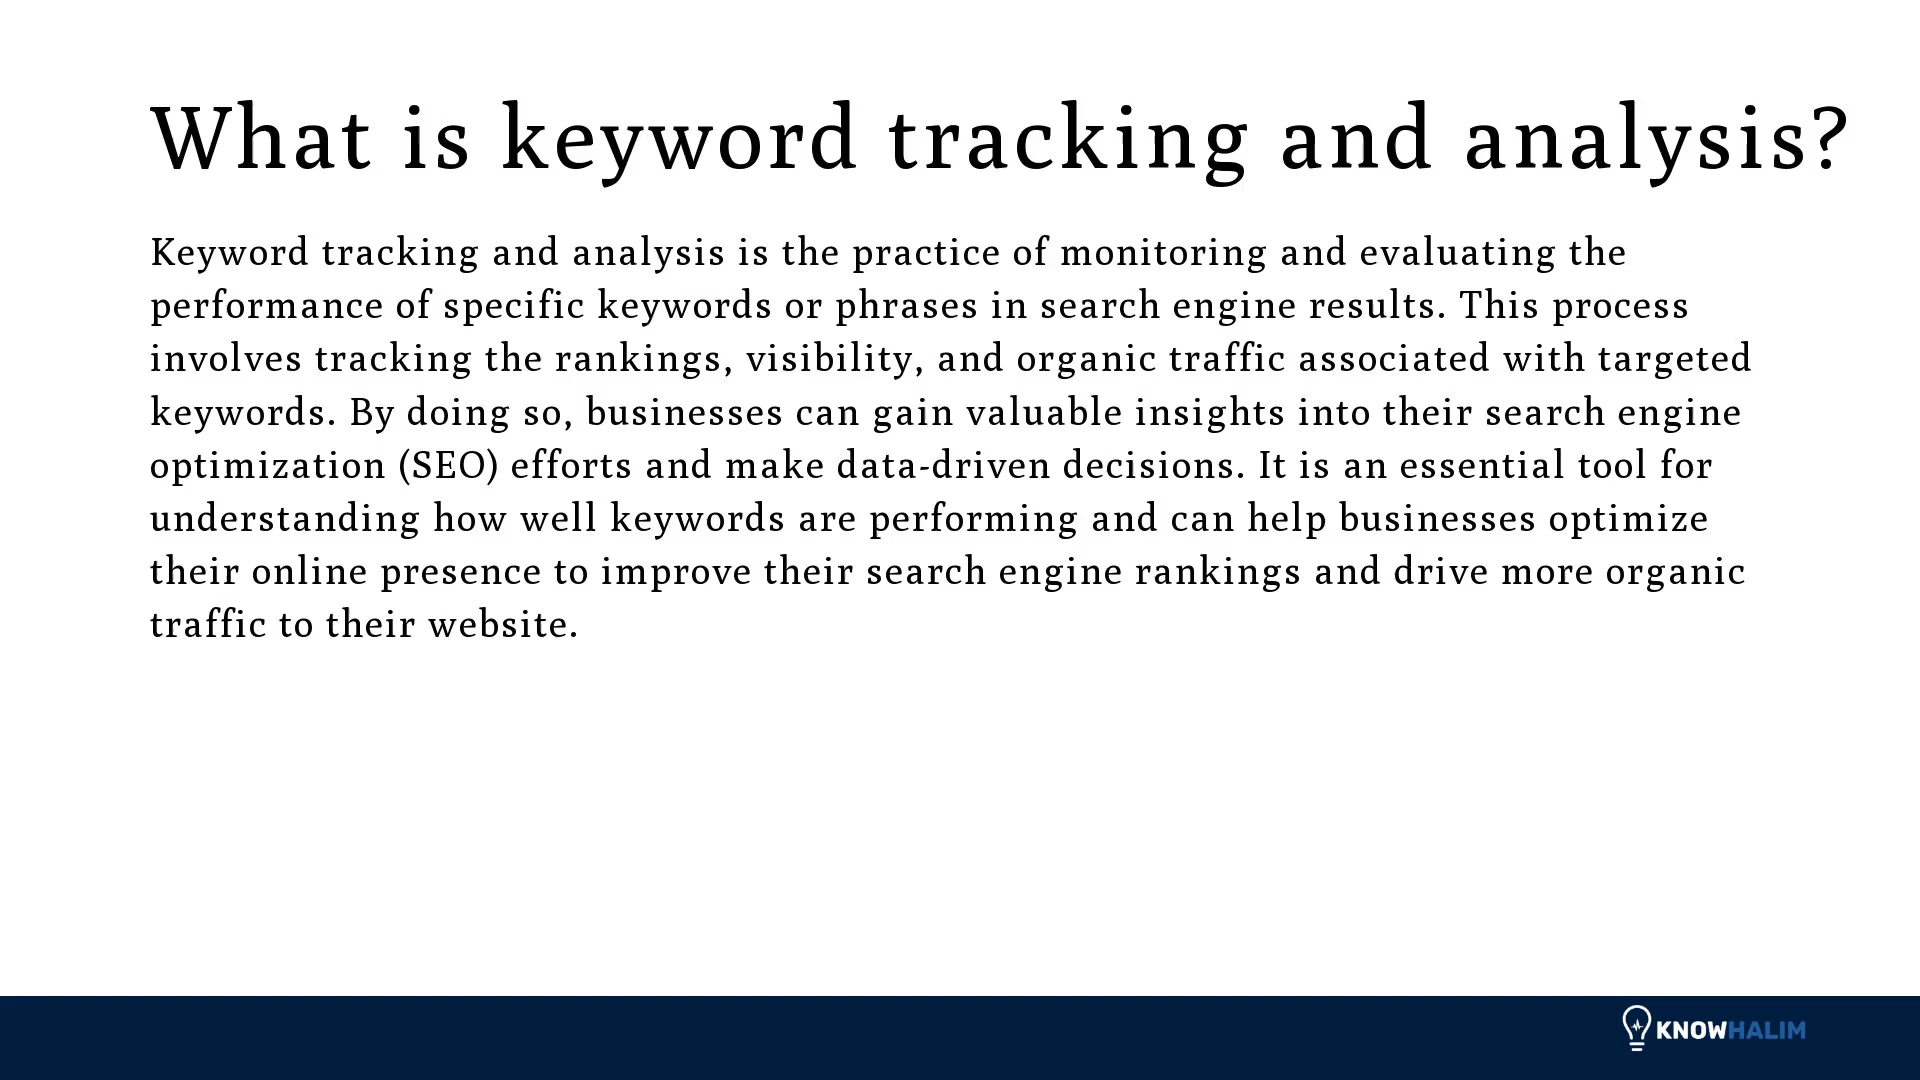 What is keyword tracking and analysis?
Keyword tracking and analysis is the practice of monitoring and evaluating the
performance of specific keywords or phrases in search engine results. This process
involves tracking the rankings, visibility, and organic traffic associated with targeted
keywords. By doing so, businesses can gain valuable insights into their search engine
optimization (SEO) efforts and make data-driven decisions. It is an essential tool for
understanding how well keywords are performing and can help businesses optimize
their online presence to improve their search engine rankings and drive more organic
traffic to their website.
KNOWHALIM